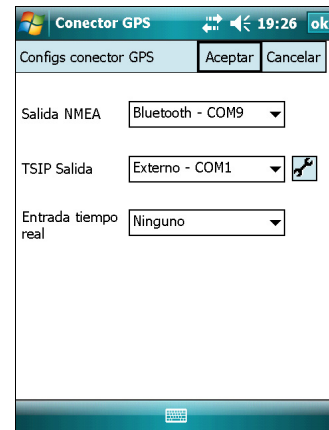 Conector GPS 19:26 ok
Configs conector GPS Aceptar Cancelar
Salida NMEA Bluetooth - COM9
TSIP Salida Externo - COM1
Entrada tiempo real Ninguno